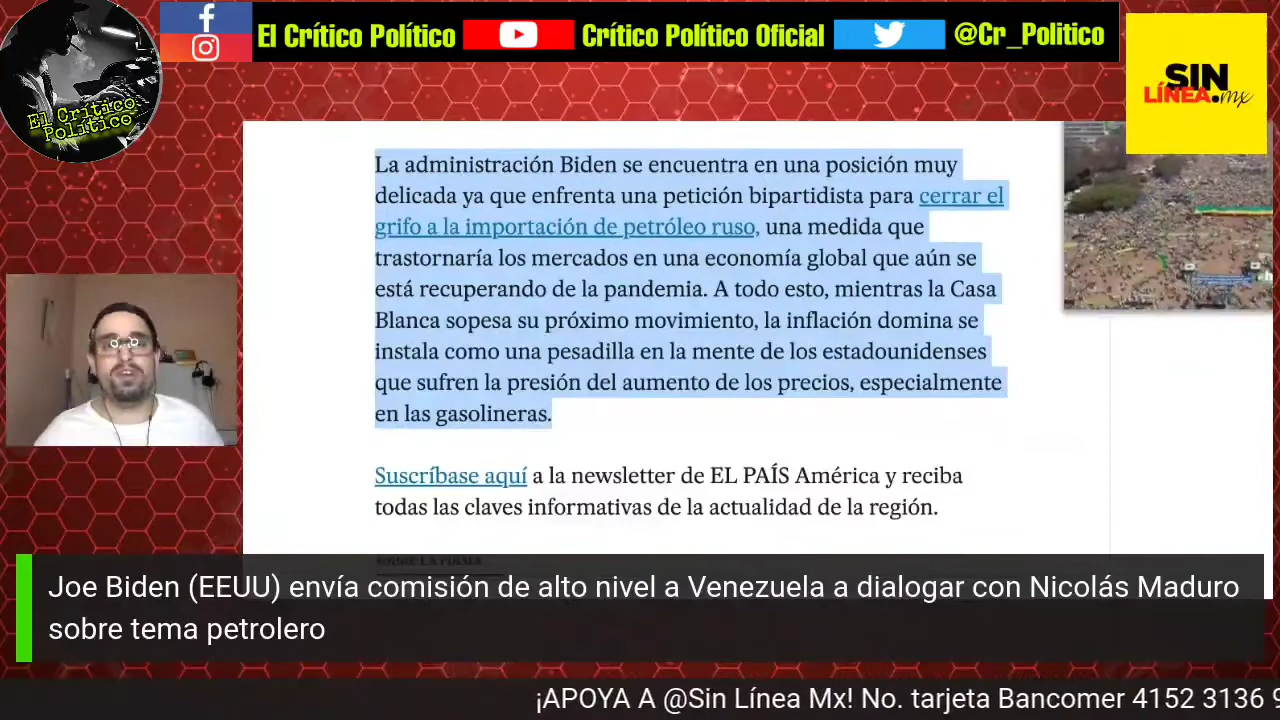 El Crítico Político
Crítico Político Oficial
@Cr_Politico
El Crítico
Político
SIN
LÍNEA.mx
La administración Biden se encuentra en una posición muy
delicada ya que enfrenta una petición bipartidista para cerrar el
grifo a la importación de petróleo ruso, una medida que
trastornaría los mercados en una economía global que aún se
está recuperando de la pandemia. A todo esto, mientras la Casa
Blanca sopesa su próximo movimiento, la inflación domina se
instala como una pesadilla en la mente de los estadounidenses
que sufren la presión del aumento de los precios, especialmente
en las gasolineras.
Suscríbase aquí a la newsletter de EL PAÍS América y reciba
todas las claves informativas de la actualidad de la región.
SOBRE LA FIRMA
Joe Biden (EEUU) envía comisión de alto nivel a Venezuela a dialogar con Nicolás Maduro
sobre tema petrolero
¡APOYA A @Sin Línea Mx! No. tarjeta Bancomer 4152 3136 9